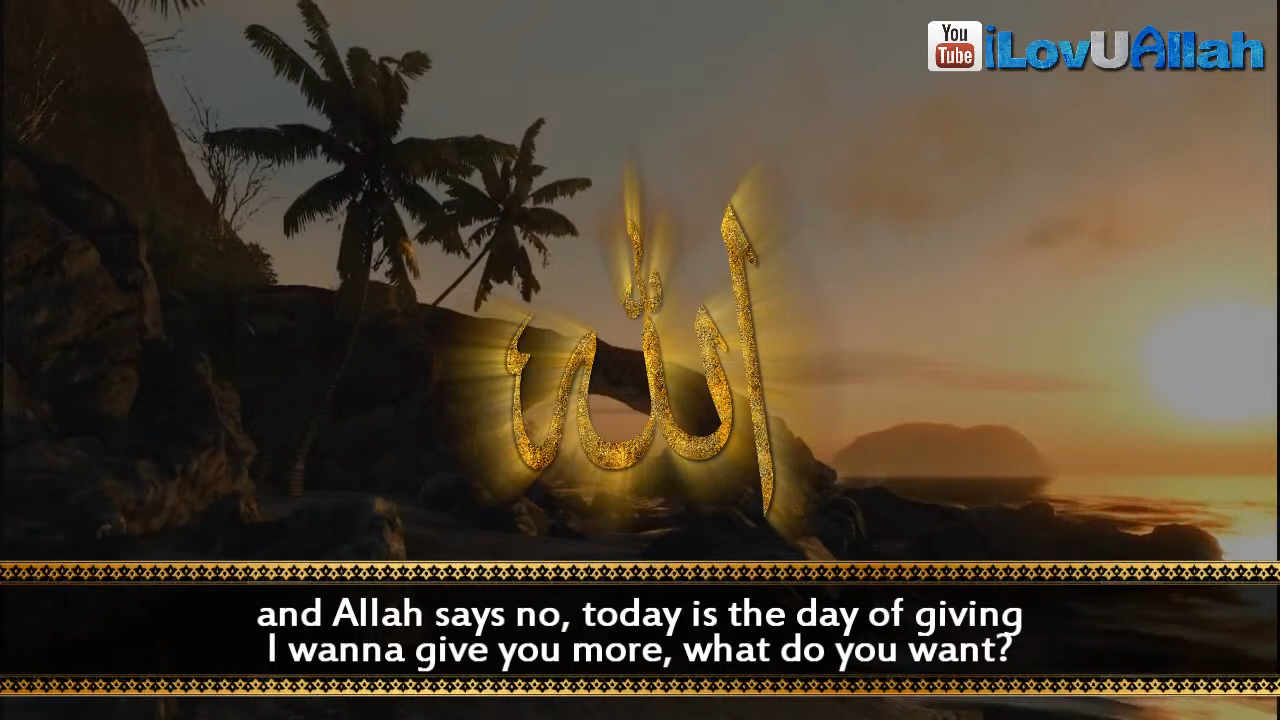 You
Tube
iLovUAllah
الله
and Allah says no, today is the day of giving
I wanna give you more, what do you want?